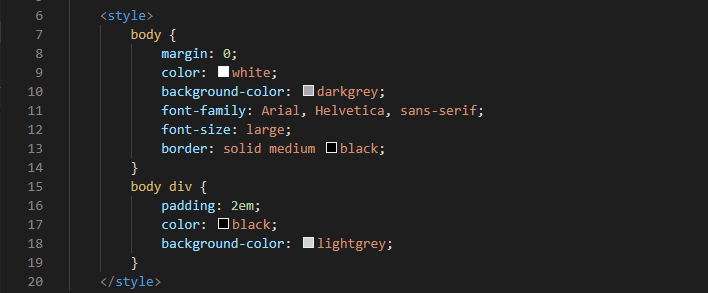 6 <style>
7 body {
8 margin: 0;
9 color: white;
10 background-color: darkgrey;
11 font-family: Arial, Helvetica, sans-serif;
12 font-size: large;
13 border: solid medium black;
14 }
15 body div {
16 padding: 2em;
17 color: black;
18 background-color: lightgrey;
19 }
20 </style>